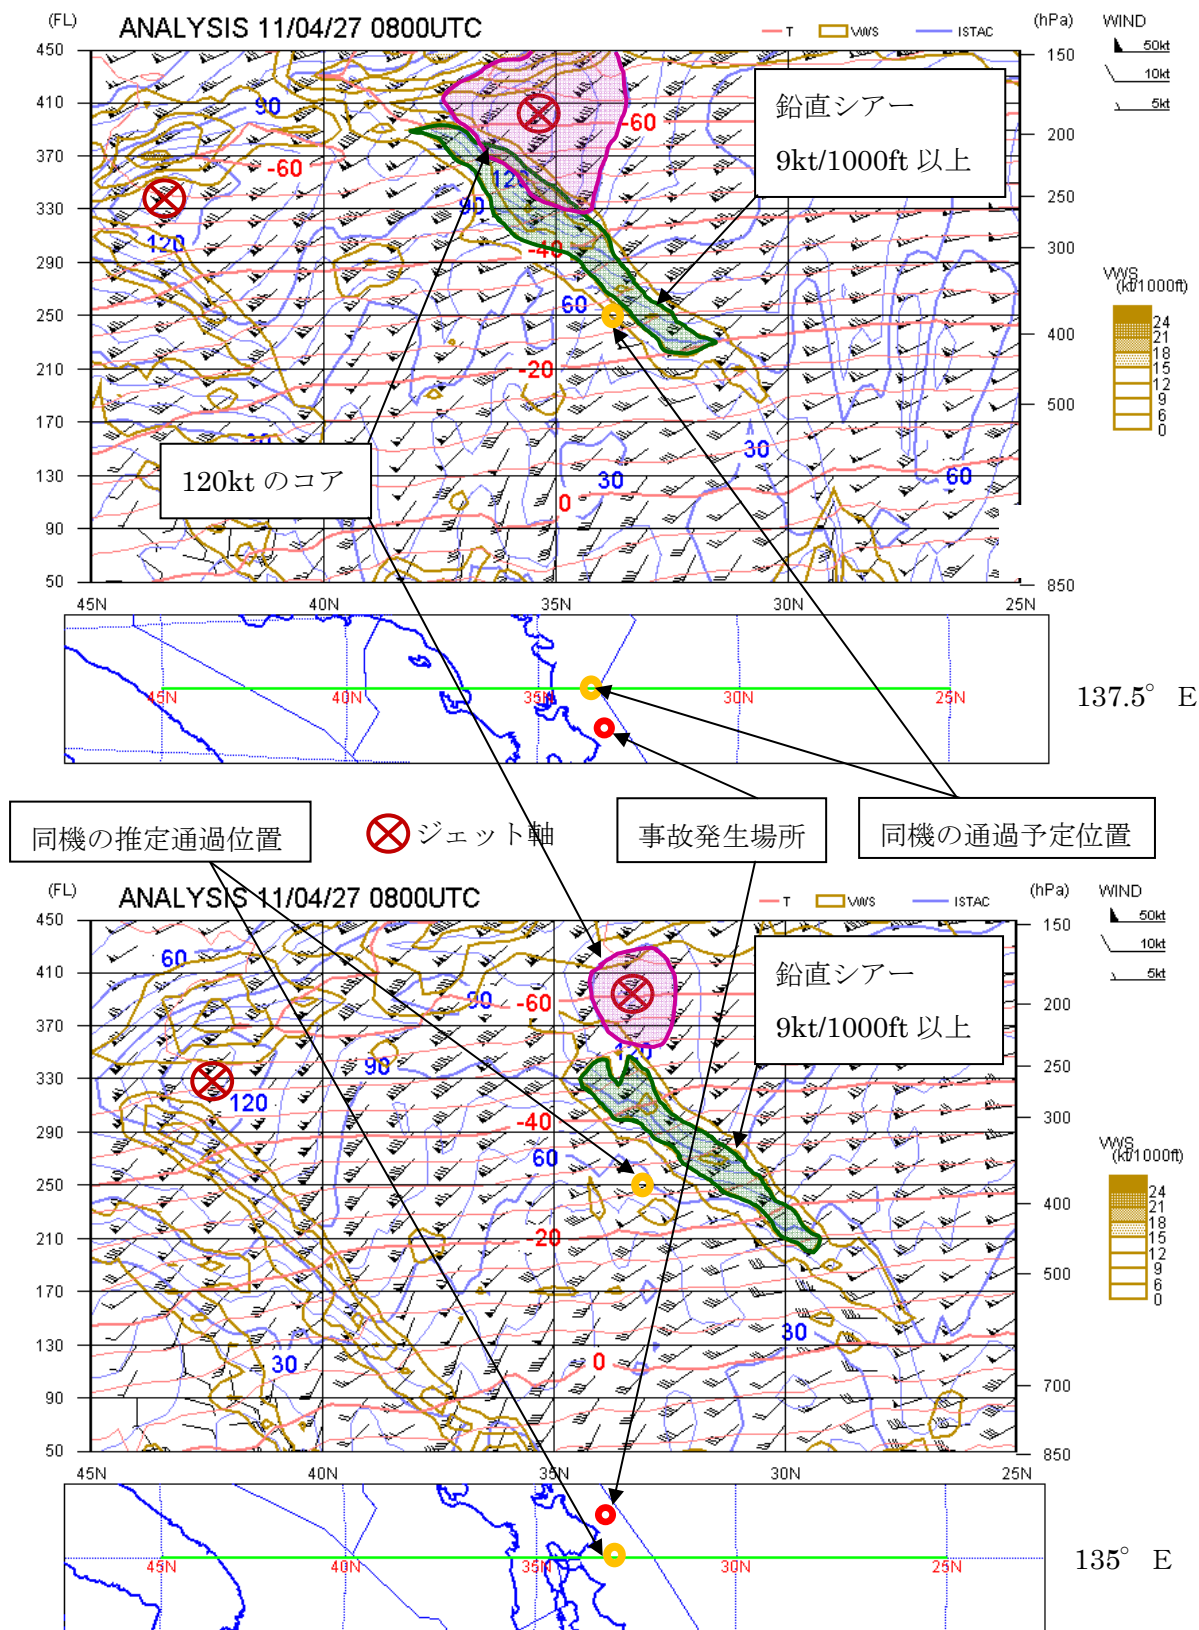 (FL)
ANALYSIS 11/04/27 0800UTC
T
VWS
ISTAC
(hPa)
WIND
50kt
10kt
5kt
450
410
370
330
290
250
210
170
130
90
50
150
200
250
300
400
500
850
90
-60
120
120
90
-60
-40
60
-20
30
30
0
60
鉛直シアー
9kt/1000ft 以上
120kt のコア
VWS
(kt/1000ft)
24
21
18
15
12
9
6
0
45N
40N
35N
30N
25N
45N
40N
35N
30N
25N
137.5° E
同機の推定通過位置
ジェット軸
事故発生場所
同機の通過予定位置
(FL)
ANALYSIS 11/04/27 0800UTC
T
VWS
ISTAC
(hPa)
WIND
50kt
10kt
5kt
450
410
370
330
290
250
210
170
130
90
50
150
200
250
300
400
500
700
850
60
90
-60
120
90
120
-40
60
-20
30
30
0
鉛直シアー
9kt/1000ft 以上
VWS
(kt/1000ft)
24
21
18
15
12
9
6
0
45N
40N
35N
30N
25N
45N
40N
35N
30N
25N
135° E